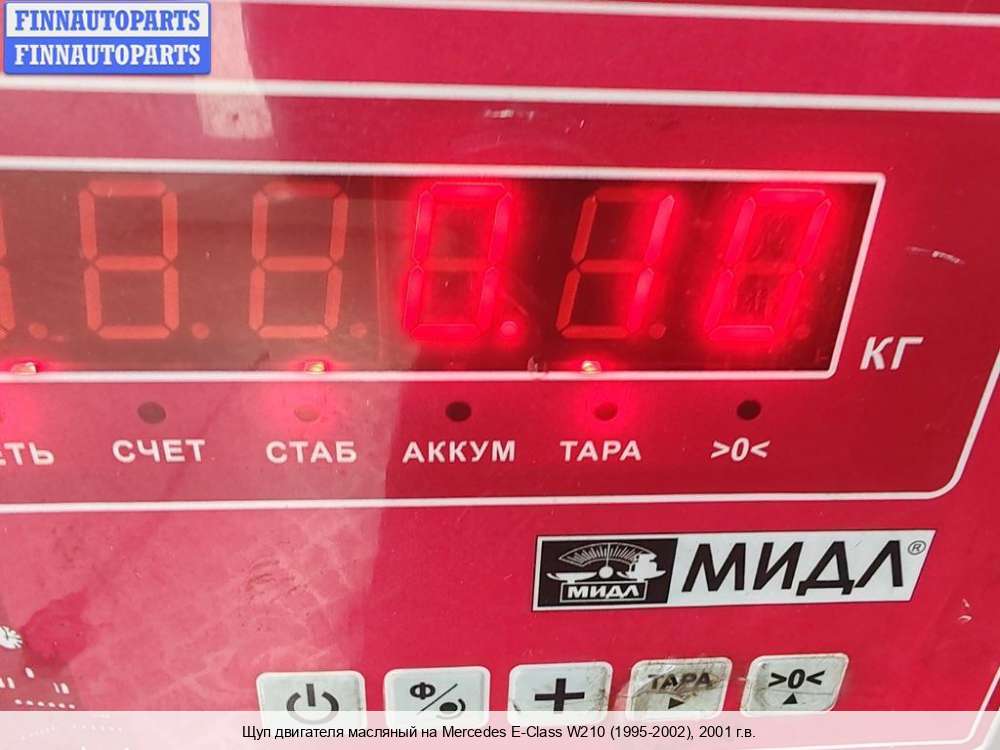 FINNAUTOPARTS
FINNAUTOPARTS
0.10
КГ
СЧЕТ СТАБ АККУМ ТАРА >0<
МИДЛ МИДЛ®
Ф ТАРА >0<
Щуп двигателя масляный на Mercedes E-Class W210 (1995-2002), 2001 г.в.